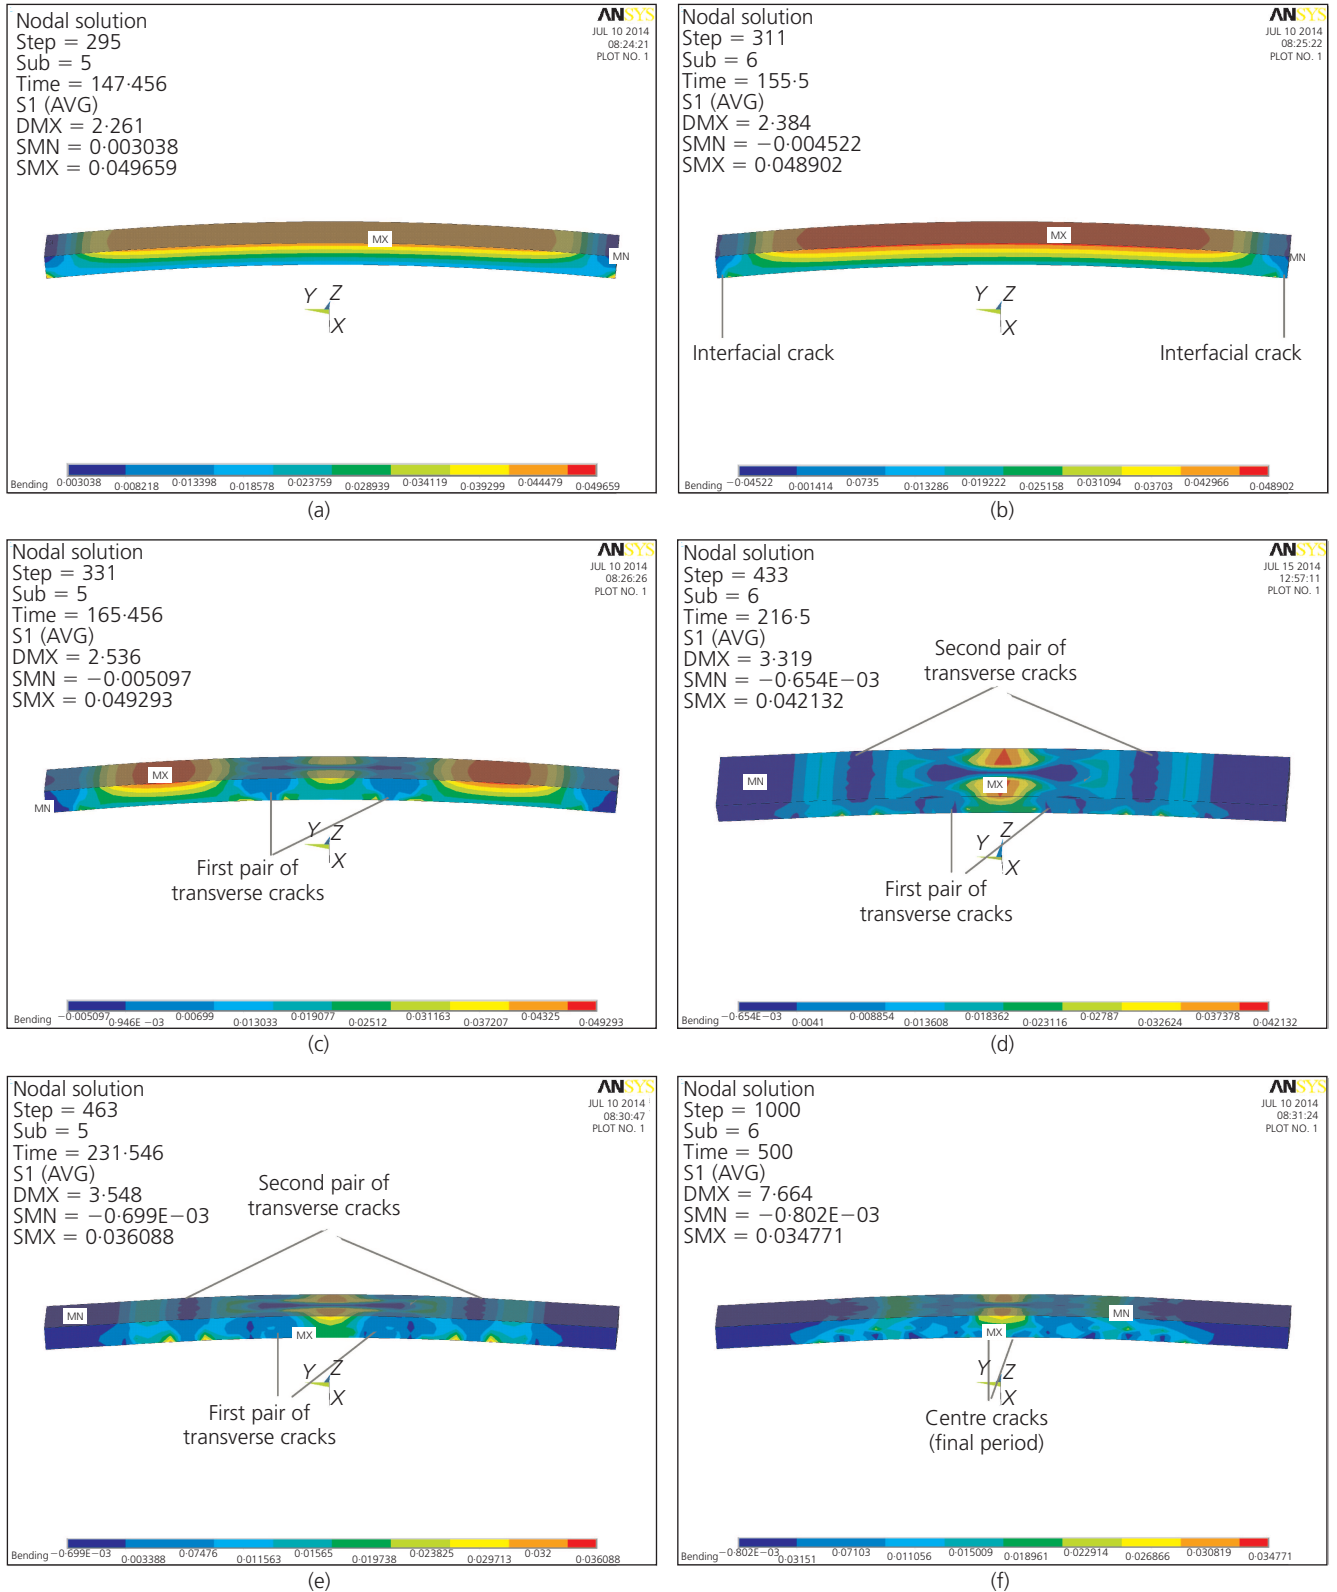 Nodal solution
Step = 295
Sub = 5
Time = 147·456
S1 (AVG)
DMX = 2·261
SMN = 0·003038
SMX = 0·049659
ANSYS
JUL 10 2014
08:24:21
PLOT NO. 1
MX
MN
Y Z
X
Bending 0·003038 0·008218 0·013398 0·018578 0·023759 0·028939 0·034119 0·039299 0·044479 0·049659
(a)
Nodal solution
Step = 311
Sub = 6
Time = 155·5
S1 (AVG)
DMX = 2·384
SMN = −0·004522
SMX = 0·048902
ANSYS
JUL 10 2014
08:25:22
PLOT NO. 1
MX
MN
Y Z
X
Interfacial crack
Interfacial crack
Bending −0·04522 0·001414 0·0735 0·013286 0·019222 0·025158 0·031094 0·03703 0·042966 0·048902
(b)
Nodal solution
Step = 331
Sub = 5
Time = 165·456
S1 (AVG)
DMX = 2·536
SMN = −0·005097
SMX = 0·049293
ANSYS
JUL 10 2014
08:26:26
PLOT NO. 1
MX
MN
Y Z
X
First pair of
transverse cracks
Bending −0·005097 0·946E −03 0·00699 0·013033 0·019077 0·02512 0·031163 0·037207 0·04325 0·049293
(c)
Nodal solution
Step = 433
Sub = 6
Time = 216·5
S1 (AVG)
DMX = 3·319
SMN = −0·654E−03
SMX = 0·042132
ANSYS
JUL 15 2014
12:57:11
PLOT NO. 1
Second pair of
transverse cracks
MN
MX
Y Z
X
First pair of
transverse cracks
Bending −0·654E−03 0·0041 0·008854 0·013608 0·018362 0·023116 0·02787 0·032624 0·037378 0·042132
(d)
Nodal solution
Step = 463
Sub = 5
Time = 231·546
S1 (AVG)
DMX = 3·548
SMN = −0·699E−03
SMX = 0·036088
ANSYS
JUL 10 2014
08:30:47
PLOT NO. 1
Second pair of
transverse cracks
MN
MX
Y Z
X
First pair of
transverse cracks
Bending −0·699E−03 0·003388 0·07476 0·011563 0·01565 0·019738 0·023825 0·029713 0·032 0·036088
(e)
Nodal solution
Step = 1000
Sub = 6
Time = 500
S1 (AVG)
DMX = 7·664
SMN = −0·802E−03
SMX = 0·034771
ANSYS
JUL 10 2014
08:31:24
PLOT NO. 1
MN
MX
Y Z
X
Centre cracks
(final period)
Bending −0·802E−03 0·03151 0·07103 0·011056 0·015009 0·018961 0·022914 0·026866 0·030819 0·034771
(f)